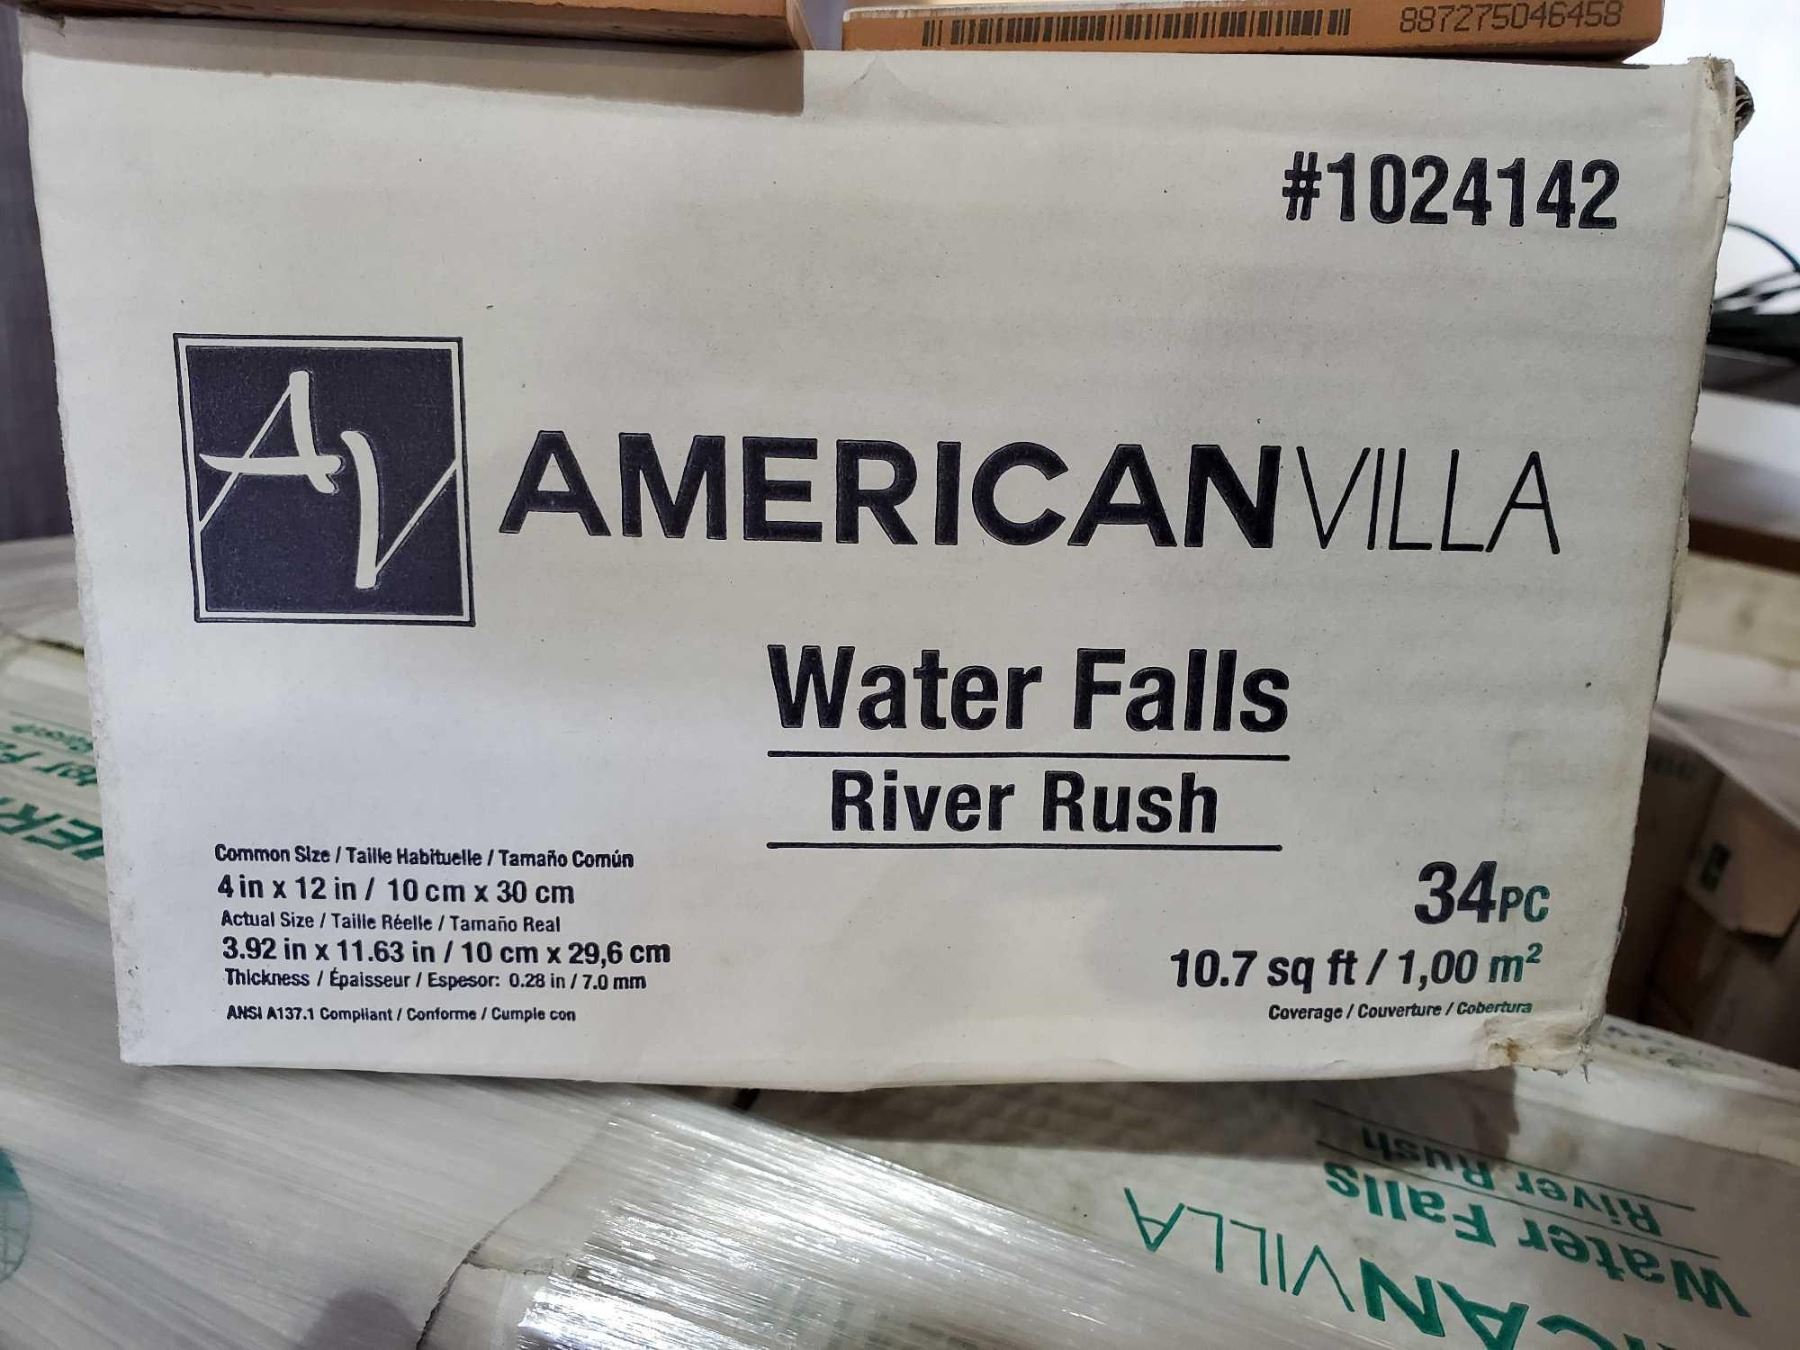 887275046458
#1024142
AV AMERICANVILLA
Water Falls
River Rush
Common Size / Taille Habituelle / Tamaño Común
4 in x 12 in / 10 cm x 30 cm
Actual Size / Taille Réelle / Tamaño Real
3.92 in x 11.63 in / 10 cm x 29,6 cm
Thickness / Épaisseur / Espesor: 0.28 in / 7.0 mm
ANSI A137.1 Compliant / Conforme / Cumple con
34PC
10.7 sq ft / 1,00 m²
Coverage / Couverture / Cobertura
River Rush
Water Falls
ICANVILLA